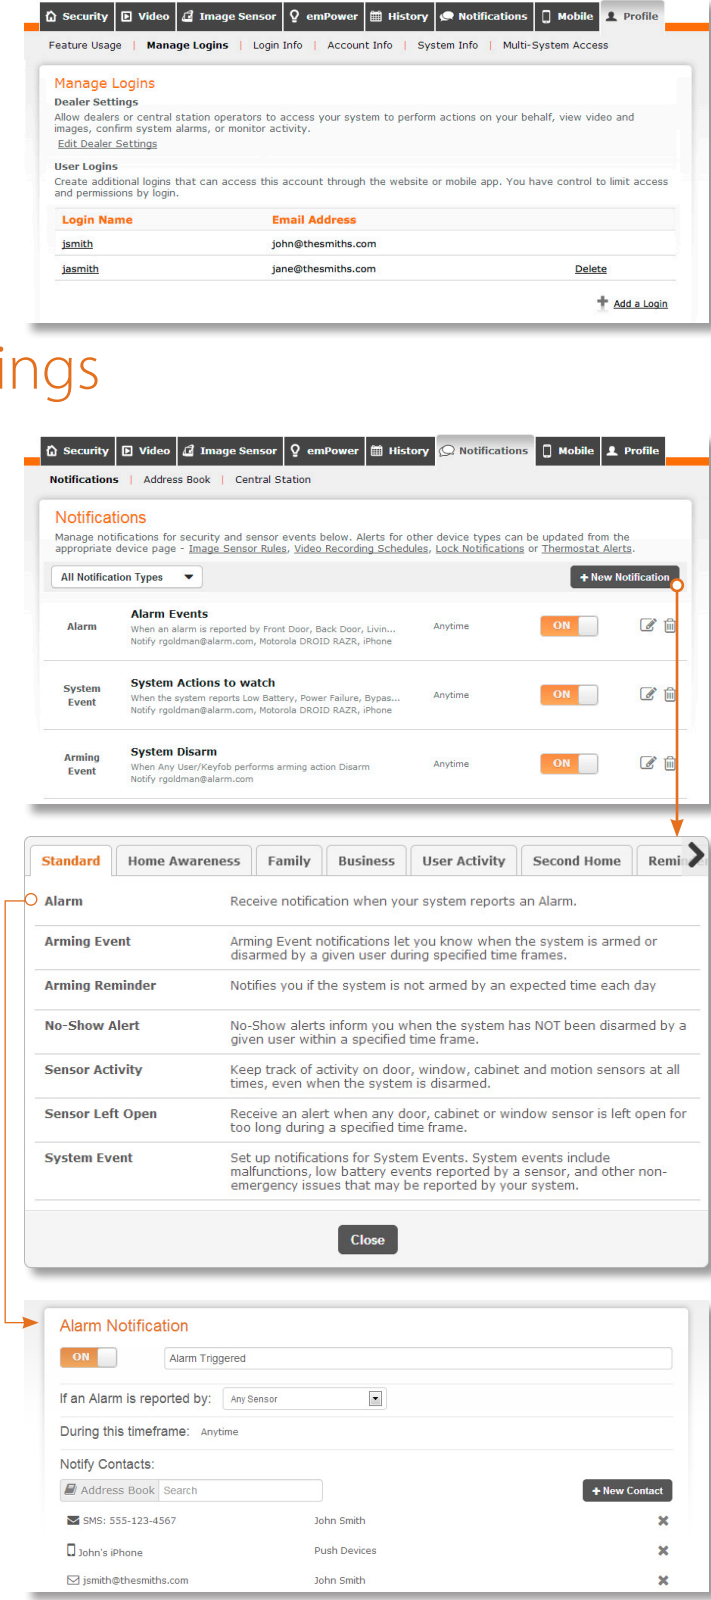 Security Video Image Sensor emPower History Notifications Mobile Profile
Feature Usage | Manage Logins | Login Info | Account Info | System Info | Multi-System Access
Manage Logins
Dealer Settings
Allow dealers or central station operators to access your system to perform actions on your behalf, view video and
images, confirm system alarms, or monitor activity.
Edit Dealer Settings
User Logins
Create additional logins that can access this account through the website or mobile app. You have control to limit access
and permissions by login.
Login Name Email Address
jsmith john@thesmiths.com
jasmith jane@thesmiths.com Delete
Add a Login
ings
Security Video Image Sensor emPower History Notifications Mobile Profile
Notifications | Address Book | Central Station
Notifications
Manage notifications for security and sensor events below. Alerts for other device types can be updated from the
appropriate device page - Image Sensor Rules, Video Recording Schedules, Lock Notifications or Thermostat Alerts.
All Notification Types + New Notification
Alarm Events
Alarm When an alarm is reported by Front Door, Back Door, Livin... Anytime ON
Notify rgoldman@alarm.com, Motorola DROID RAZR, iPhone
System Actions to watch
System Event When the system reports Low Battery, Power Failure, Bypas... Anytime ON
Notify rgoldman@alarm.com, Motorola DROID RAZR, iPhone
System Disarm
Arming Event When Any User/Keyfob performs arming action Disarm Anytime ON
Notify rgoldman@alarm.com
Standard Home Awareness Family Business User Activity Second Home Remi
Alarm Receive notification when your system reports an Alarm.
Arming Event Arming Event notifications let you know when the system is armed or
disarmed by a given user during specified time frames.
Arming Reminder Notifies you if the system is not armed by an expected time each day
No-Show Alert No-Show alerts inform you when the system has NOT been disarmed by a
given user within a specified time frame.
Sensor Activity Keep track of activity on door, window, cabinet and motion sensors at all
times, even when the system is disarmed.
Sensor Left Open Receive an alert when any door, cabinet or window sensor is left open for
too long during a specified time frame.
System Event Set up notifications for System Events. System events include
malfunctions, low battery events reported by a sensor, and other non-
emergency issues that may be reported by your system.
Close
Alarm Notification
ON Alarm Triggered
If an Alarm is reported by: Any Sensor
During this timeframe: Anytime
Notify Contacts:
Address Book Search + New Contact
SMS: 555-123-4567 John Smith
John's iPhone Push Devices
jsmith@thesmiths.com John Smith